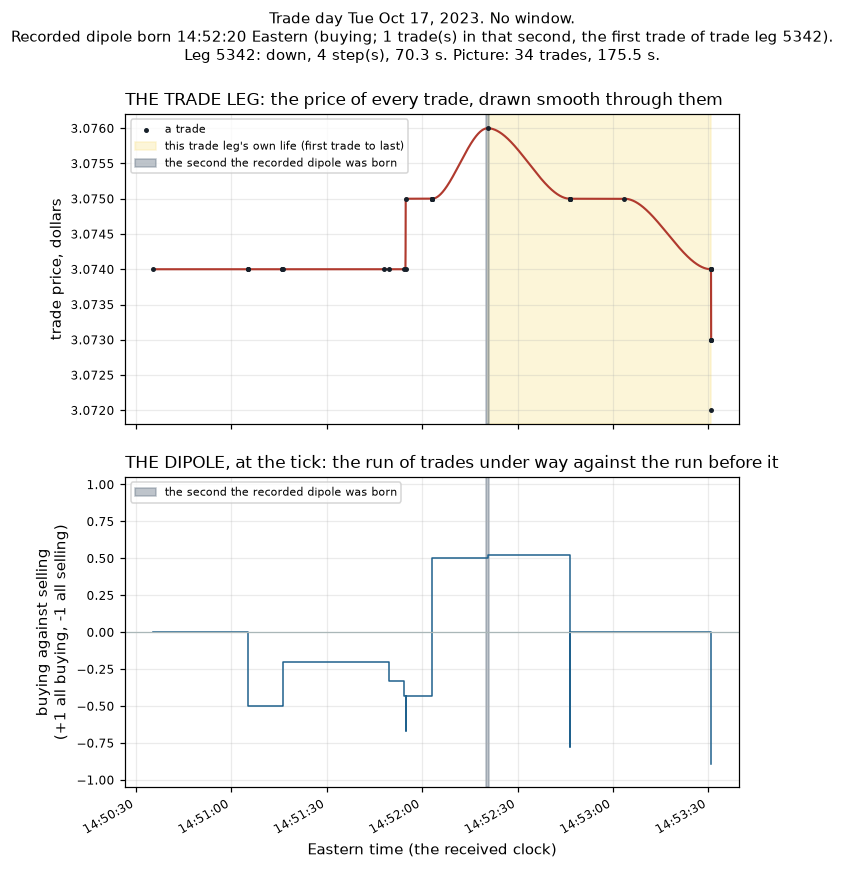 Trade day Tue Oct 17, 2023. No window.
Recorded dipole born 14:52:20 Eastern (buying; 1 trade(s) in that second, the first trade of trade leg 5342).
Leg 5342: down, 4 step(s), 70.3 s. Picture: 34 trades, 175.5 s.
THE TRADE LEG: the price of every trade, drawn smooth through them
a trade
this trade leg's own life (first trade to last)
the second the recorded dipole was born
trade price, dollars
3.0760
3.0755
3.0750
3.0745
3.0740
3.0735
3.0730
3.0725
3.0720
THE DIPOLE, at the tick: the run of trades under way against the run before it
the second the recorded dipole was born
buying against selling
(+1 all buying, -1 all selling)
1.00
0.75
0.50
0.25
0.00
−0.25
−0.50
−0.75
−1.00
14:50:30
14:51:00
14:51:30
14:52:00
14:52:30
14:53:00
14:53:30
Eastern time (the received clock)